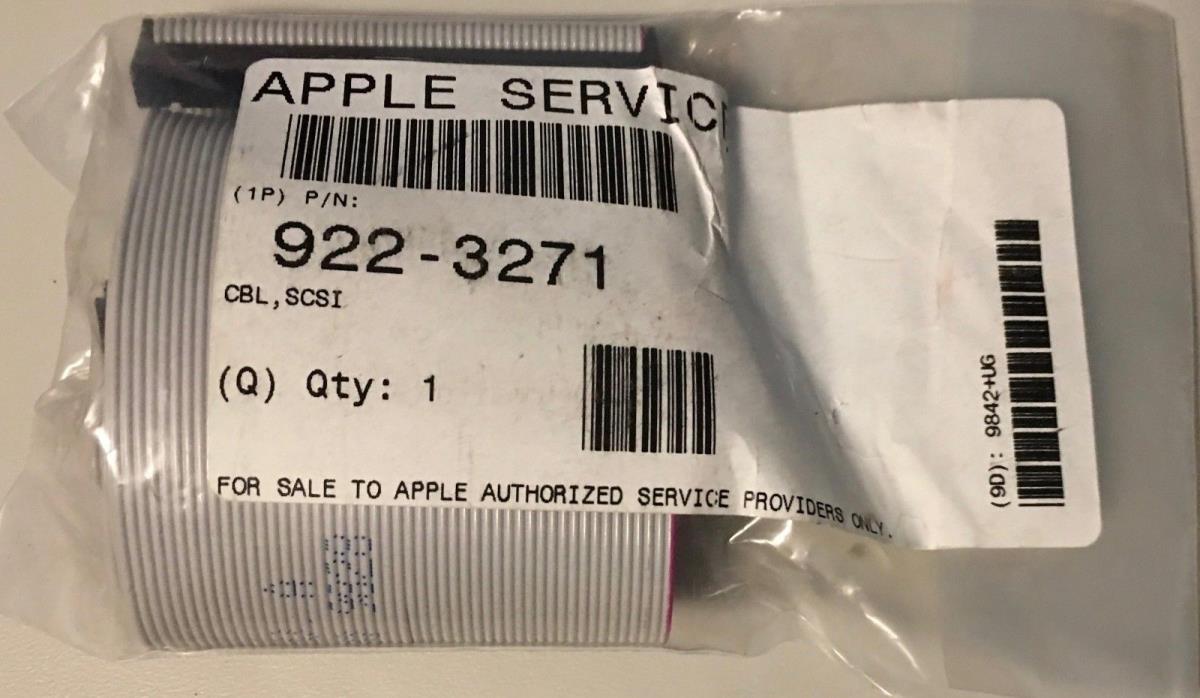 APPLE SERVICE
(1P) P/N:
922-3271
CBL,SCSI
(Q) Qty: 1
FOR SALE TO APPLE AUTHORIZED SERVICE PROVIDERS ONLY.
(9D): 9842+UG